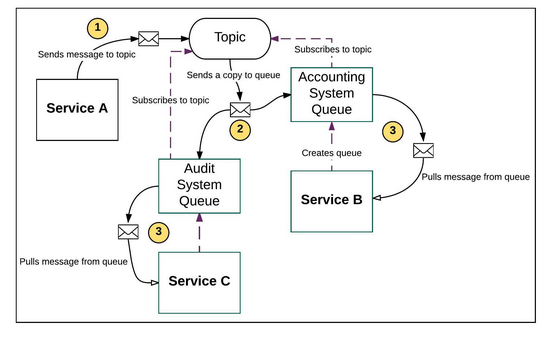 1
Topic
Sends message to topic
Subscribes to topic
Sends a copy to queue
Service A
Accounting
System
Queue
Subscribes to topic
2
3
Creates queue
Audit
System
Queue
Pulls message from queue
Service B
3
Pulls message from queue
Service C